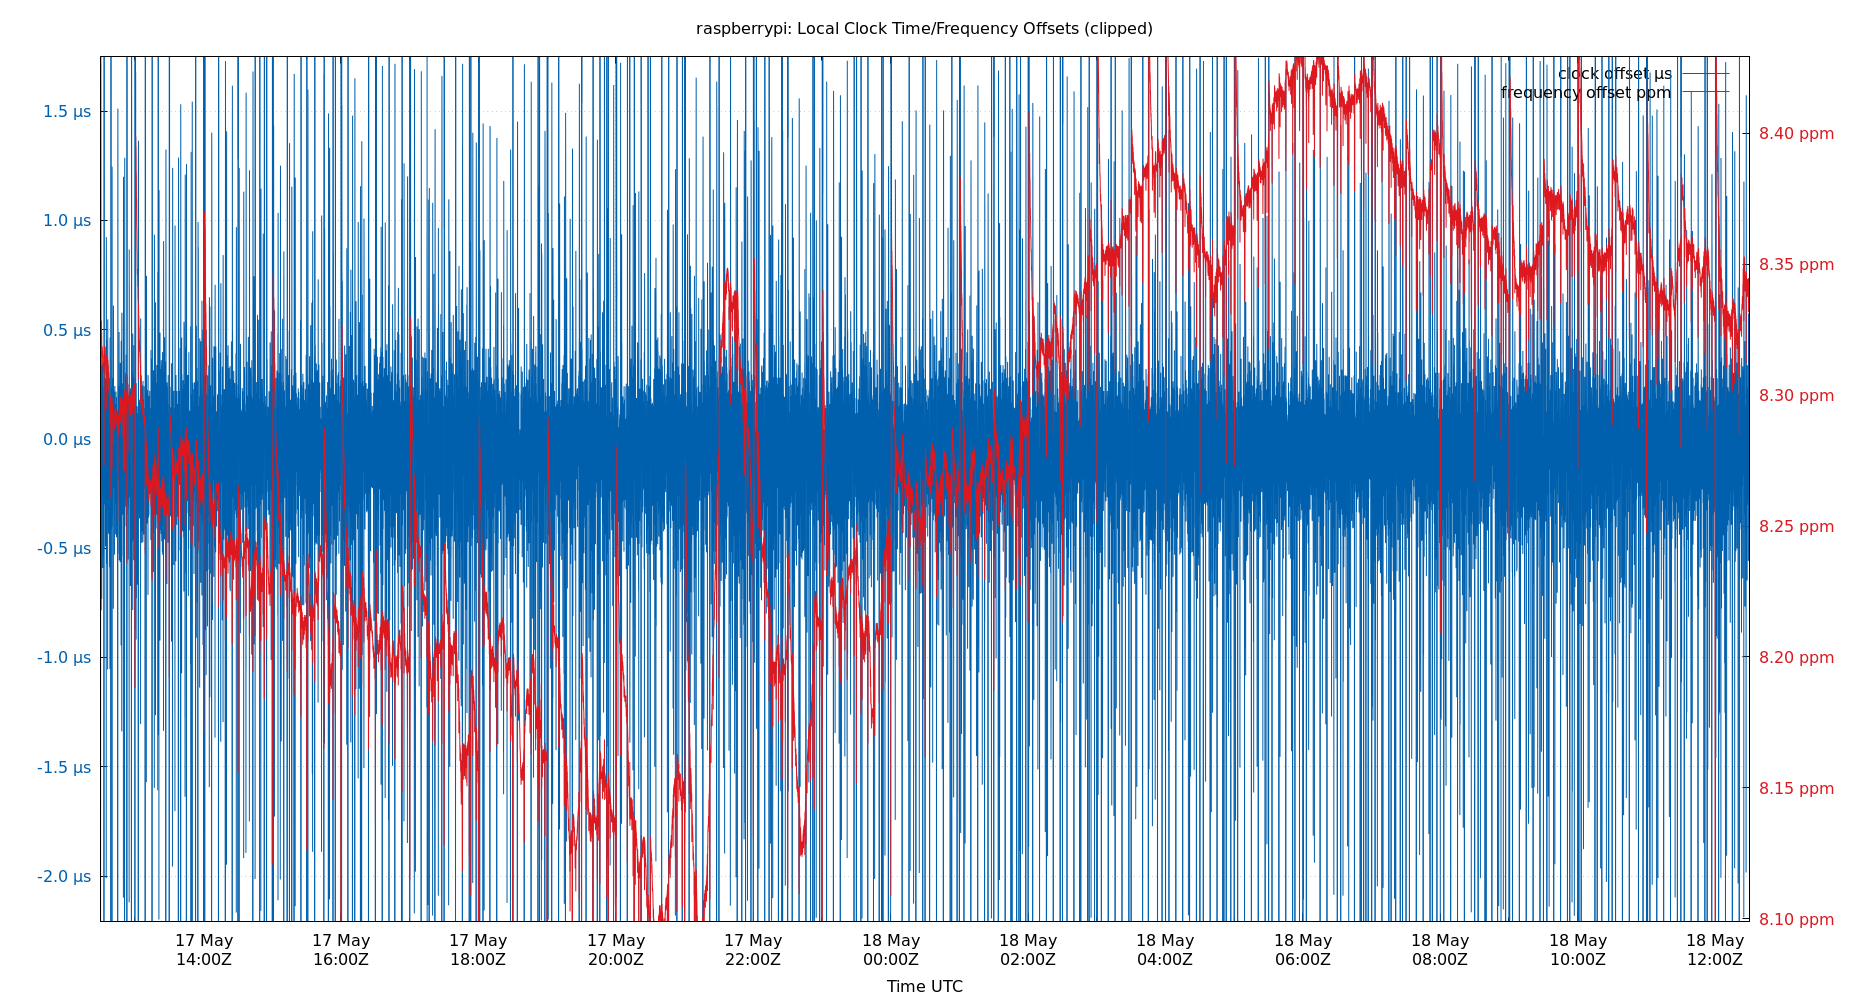 raspberrypi: Local Clock Time/Frequency Offsets (clipped)
clock offset µs
frequency offset ppm
1.5 µs
1.0 µs
0.5 µs
0.0 µs
-0.5 µs
-1.0 µs
-1.5 µs
-2.0 µs
8.40 ppm
8.35 ppm
8.30 ppm
8.25 ppm
8.20 ppm
8.15 ppm
8.10 ppm
17 May 17 May 17 May 17 May 17 May 18 May 18 May 18 May 18 May 18 May 18 May 18 May
14:00Z 16:00Z 18:00Z 20:00Z 22:00Z 00:00Z 02:00Z 04:00Z 06:00Z 08:00Z 10:00Z 12:00Z
Time UTC